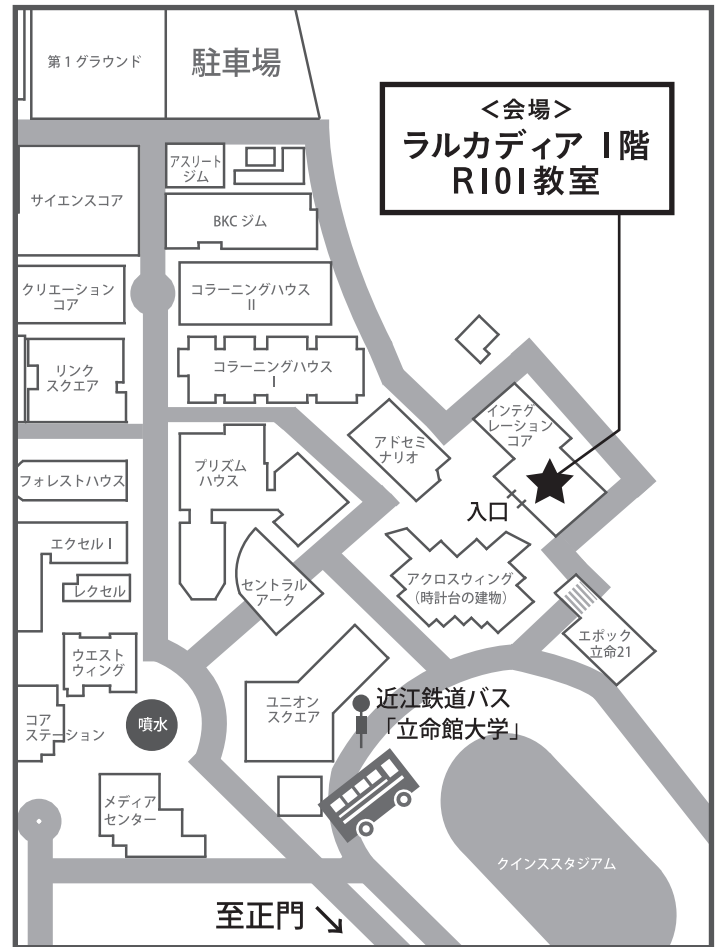 第1グラウンド
駐車場
<会場>
ラルカディア 1階
R101教室
アスリート
ジム
サイエンスコア
BKC ジム
クリエーション
コア
コラーニングハウス
II
リンク
スクエア
コラーニングハウス
I
インテグ
レーション
コア
アドセミ
ナリオ
プリズム
ハウス
フォレストハウス
入口
エクセル I
レクセル
セントラル
アーク
アクロスウィング
(時計台の建物)
エポック
立命21
ウエスト
ウィング
ユニオン
スクエア
近江鉄道バス
「立命館大学」
コア
ステーション
噴水
メディア
センター
クインススタジアム
至正門 ↘